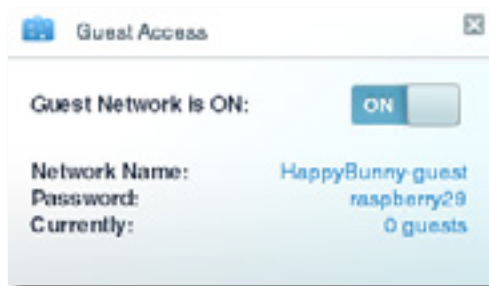 Guest Access
Guest Network is ON:
ON
Network Name: HappyBunny-guest
Password: raspberry29
Currently: 0 guests